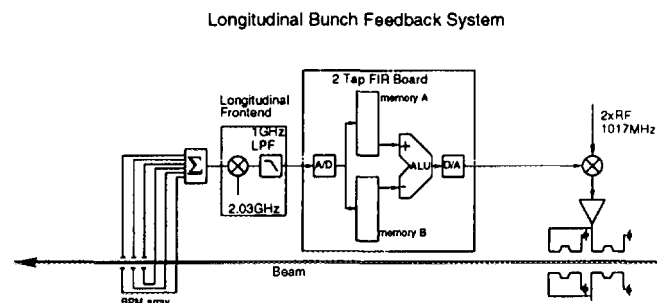 Longitudinal Bunch Feedback System
2 Tap FIR Board
memory A
Longitudinal
Frontend
1GHz
LPF
2xRF
1017MHz
Σ
A/D
+
ALU
D/A
−
2.03GHz
memory B
Beam
BPM array